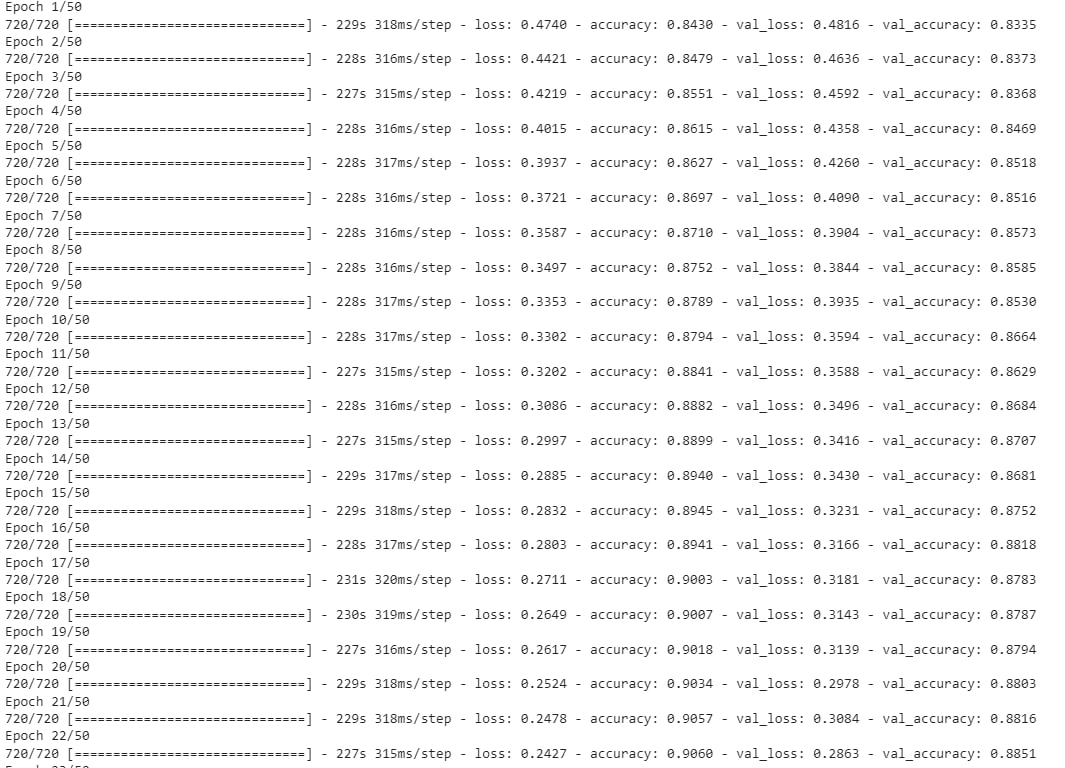 Epoch 1/50
720/720 [==============================] - 229s 318ms/step - loss: 0.4740 - accuracy: 0.8430 - val_loss: 0.4816 - val_accuracy: 0.8335
Epoch 2/50
720/720 [==============================] - 228s 316ms/step - loss: 0.4421 - accuracy: 0.8479 - val_loss: 0.4636 - val_accuracy: 0.8373
Epoch 3/50
720/720 [==============================] - 227s 315ms/step - loss: 0.4219 - accuracy: 0.8551 - val_loss: 0.4592 - val_accuracy: 0.8368
Epoch 4/50
720/720 [==============================] - 228s 316ms/step - loss: 0.4015 - accuracy: 0.8615 - val_loss: 0.4358 - val_accuracy: 0.8469
Epoch 5/50
720/720 [==============================] - 228s 317ms/step - loss: 0.3937 - accuracy: 0.8627 - val_loss: 0.4260 - val_accuracy: 0.8518
Epoch 6/50
720/720 [==============================] - 228s 316ms/step - loss: 0.3721 - accuracy: 0.8697 - val_loss: 0.4090 - val_accuracy: 0.8516
Epoch 7/50
720/720 [==============================] - 228s 316ms/step - loss: 0.3587 - accuracy: 0.8710 - val_loss: 0.3904 - val_accuracy: 0.8573
Epoch 8/50
720/720 [==============================] - 228s 316ms/step - loss: 0.3497 - accuracy: 0.8752 - val_loss: 0.3844 - val_accuracy: 0.8585
Epoch 9/50
720/720 [==============================] - 228s 317ms/step - loss: 0.3353 - accuracy: 0.8789 - val_loss: 0.3935 - val_accuracy: 0.8530
Epoch 10/50
720/720 [==============================] - 228s 317ms/step - loss: 0.3302 - accuracy: 0.8794 - val_loss: 0.3594 - val_accuracy: 0.8664
Epoch 11/50
720/720 [==============================] - 227s 315ms/step - loss: 0.3202 - accuracy: 0.8841 - val_loss: 0.3588 - val_accuracy: 0.8629
Epoch 12/50
720/720 [==============================] - 228s 316ms/step - loss: 0.3086 - accuracy: 0.8882 - val_loss: 0.3496 - val_accuracy: 0.8684
Epoch 13/50
720/720 [==============================] - 227s 315ms/step - loss: 0.2997 - accuracy: 0.8899 - val_loss: 0.3416 - val_accuracy: 0.8707
Epoch 14/50
720/720 [==============================] - 229s 317ms/step - loss: 0.2885 - accuracy: 0.8940 - val_loss: 0.3430 - val_accuracy: 0.8681
Epoch 15/50
720/720 [==============================] - 229s 318ms/step - loss: 0.2832 - accuracy: 0.8945 - val_loss: 0.3231 - val_accuracy: 0.8752
Epoch 16/50
720/720 [==============================] - 228s 317ms/step - loss: 0.2803 - accuracy: 0.8941 - val_loss: 0.3166 - val_accuracy: 0.8818
Epoch 17/50
720/720 [==============================] - 231s 320ms/step - loss: 0.2711 - accuracy: 0.9003 - val_loss: 0.3181 - val_accuracy: 0.8783
Epoch 18/50
720/720 [==============================] - 230s 319ms/step - loss: 0.2649 - accuracy: 0.9007 - val_loss: 0.3143 - val_accuracy: 0.8787
Epoch 19/50
720/720 [==============================] - 227s 316ms/step - loss: 0.2617 - accuracy: 0.9018 - val_loss: 0.3139 - val_accuracy: 0.8794
Epoch 20/50
720/720 [==============================] - 229s 318ms/step - loss: 0.2524 - accuracy: 0.9034 - val_loss: 0.2978 - val_accuracy: 0.8803
Epoch 21/50
720/720 [==============================] - 229s 318ms/step - loss: 0.2478 - accuracy: 0.9057 - val_loss: 0.3084 - val_accuracy: 0.8816
Epoch 22/50
720/720 [==============================] - 227s 315ms/step - loss: 0.2427 - accuracy: 0.9060 - val_loss: 0.2863 - val_accuracy: 0.8851